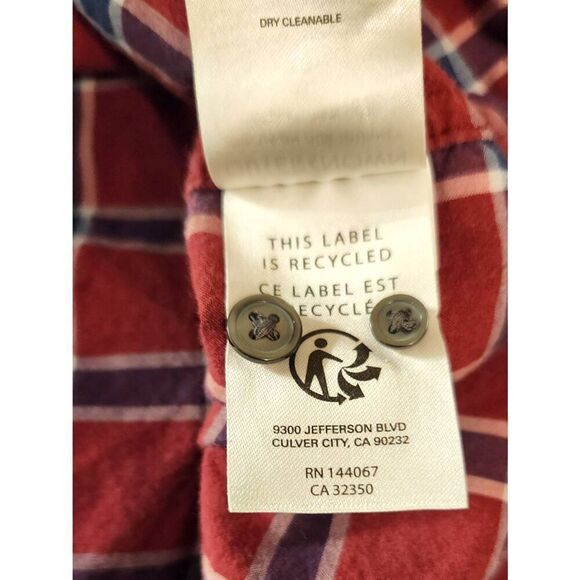 DRY CLEANABLE
THIS LABEL
IS RECYCLED
CE LABEL EST
ECYCLÉ
9300 JEFFERSON BLVD
CULVER CITY, CA 90232
RN 144067
CA 32350